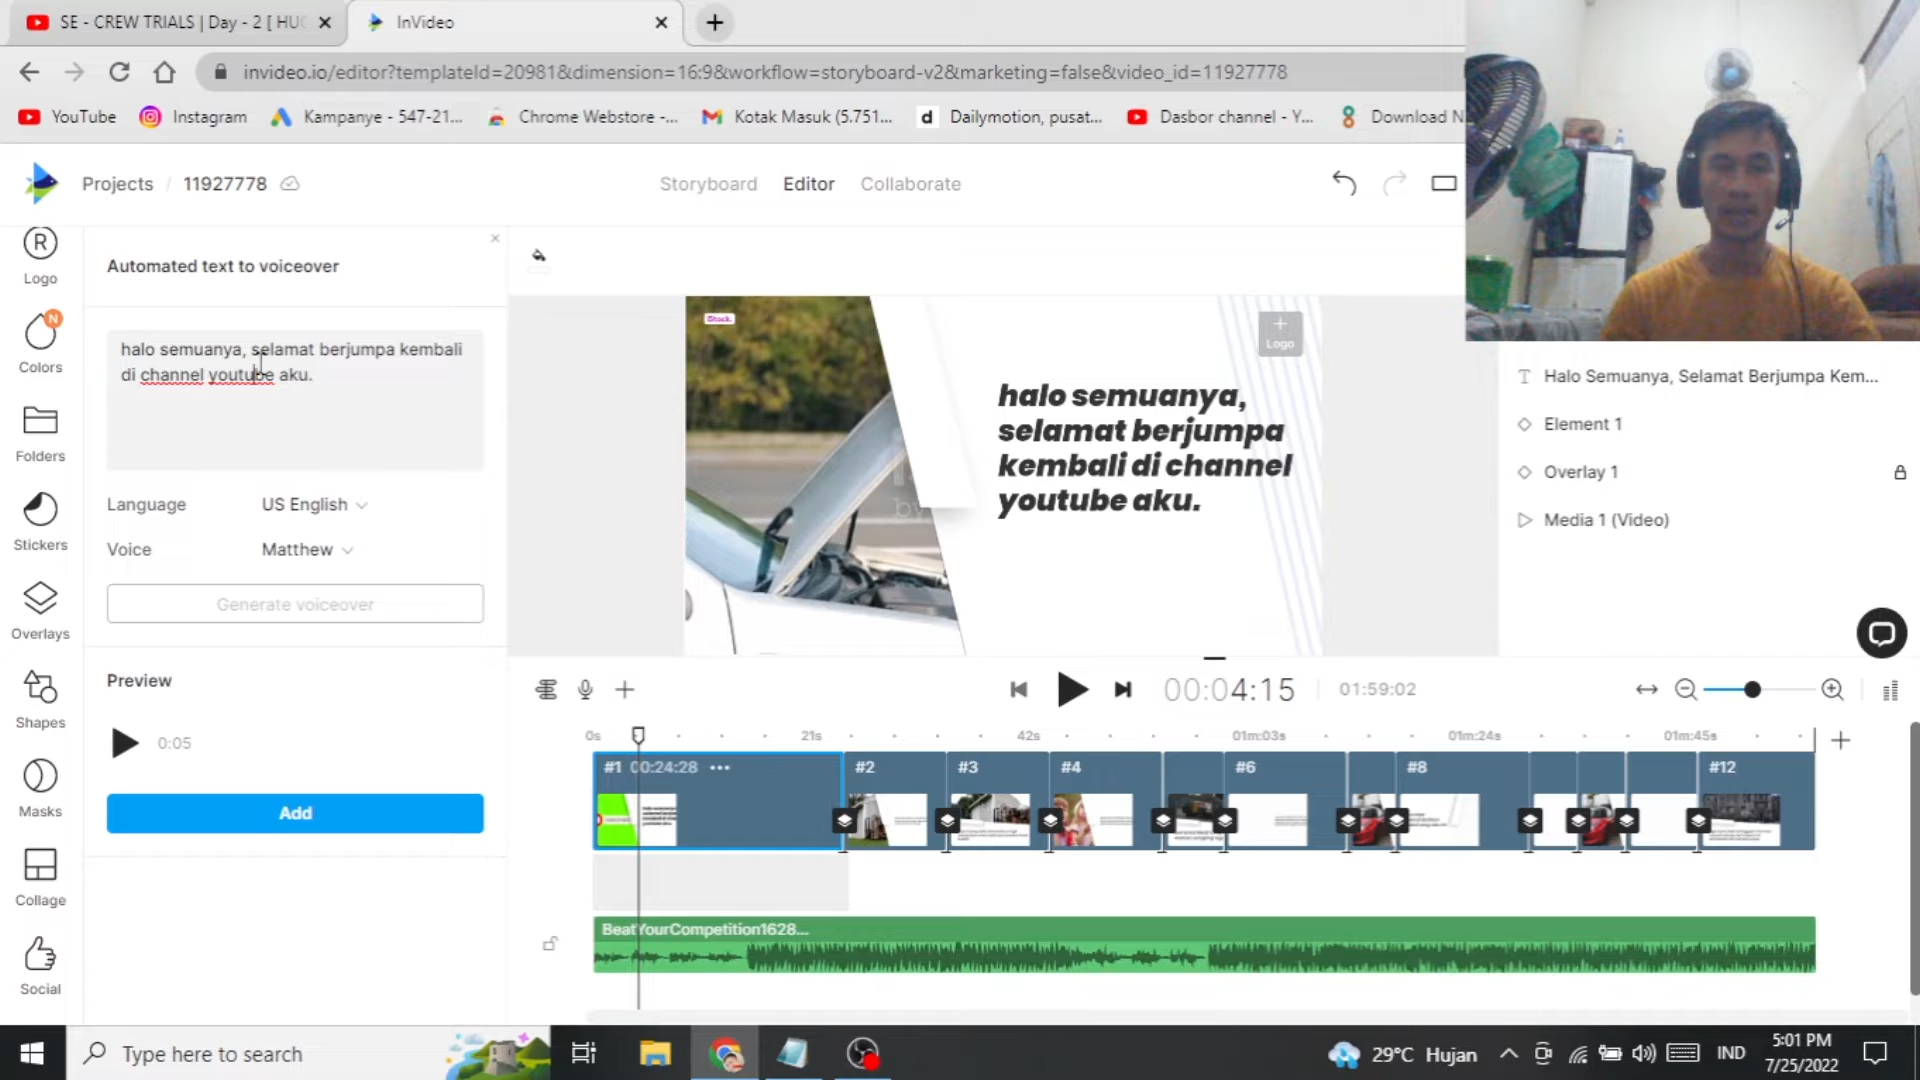 SE - CREW TRIALS | Day - 2 [ HUG
InVideo
invideo.io/editor?templateId=20981&dimension=16:9&workflow=storyboard-v2&marketing=false&video_id=11927778
YouTube
Instagram
Kampanye - 547-21...
Chrome Webstore -...
Kotak Masuk (5.751...
Dailymotion, pusat...
Dasbor channel - Y...
Download N
Projects / 11927778
Storyboard
Editor
Collaborate
Logo
N
Colors
Folders
Stickers
Overlays
Shapes
Masks
Collage
Social
Automated text to voiceover
halo semuanya, selamat berjumpa kembali
di channel youtube aku.
Language
US English
Voice
Matthew
Generate voiceover
Preview
0:05
Add
iStock.
Logo
halo semuanya,
selamat berjumpa
kembali di channel
youtube aku.
Halo Semuanya, Selamat Berjumpa Kem...
Element 1
Overlay 1
Media 1 (Video)
00:04:15
01:59:02
0s
21s
42s
01m:03s
01m:24s
01m:45s
#1 00:24:28
#2
#3
#4
#6
#8
#12
BeatYourCompetition1628...
Type here to search
29°C Hujan
IND
5:01 PM
7/25/2022